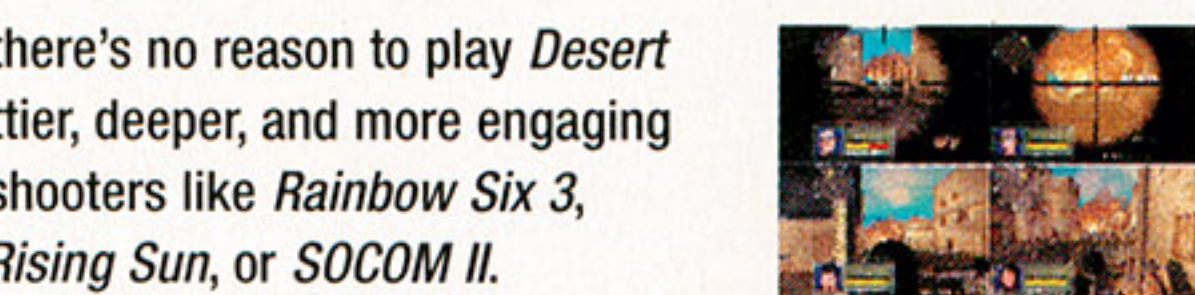 there's no reason to play Desert
ttier, deeper, and more engaging
shooters like Rainbow Six 3,
Rising Sun, or SOCOM II.